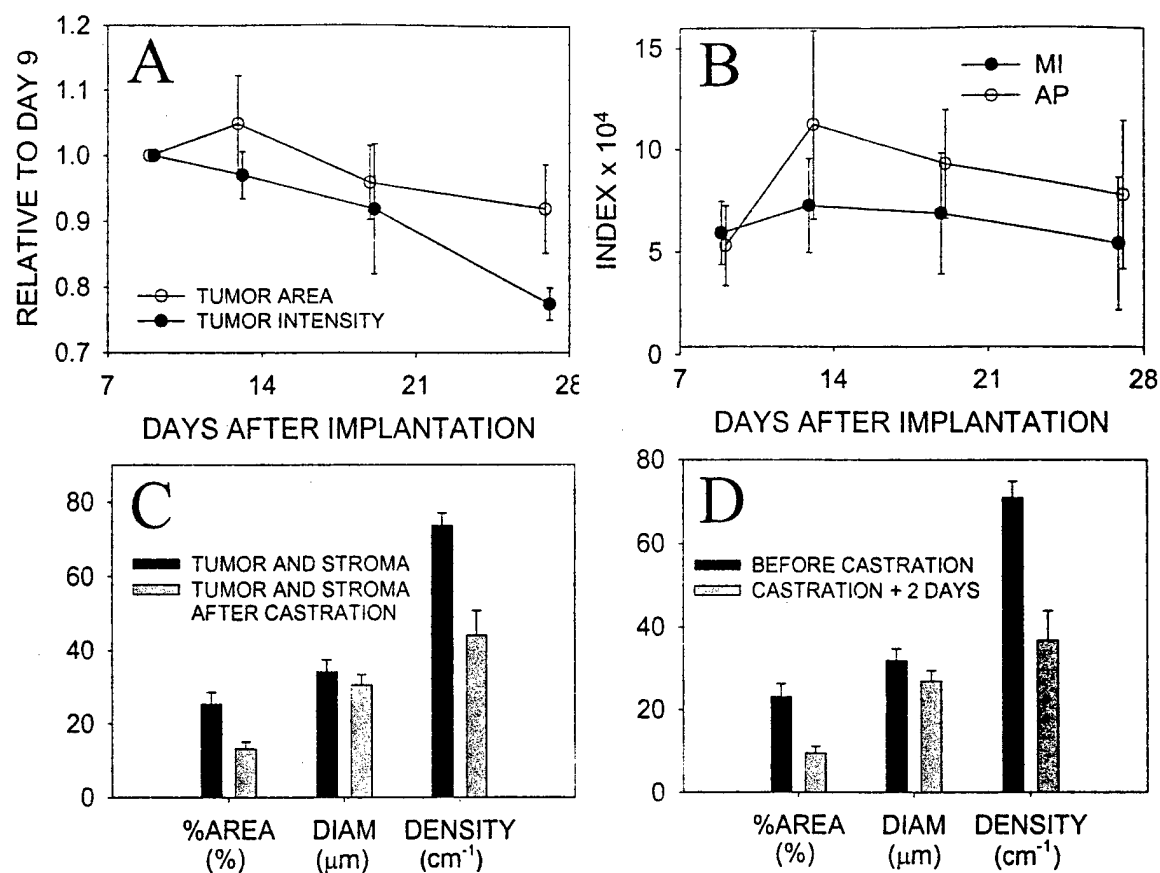 A
RELATIVE TO DAY 9
1.2
1.1
1.0
0.9
0.8
0.7
TUMOR AREA
TUMOR INTENSITY
7 14 21 28
DAYS AFTER IMPLANTATION
B
INDEX x 10⁴
15
10
5
0
MI
AP
7 14 21 28
DAYS AFTER IMPLANTATION
C
80
60
40
20
0
TUMOR AND STROMA
TUMOR AND STROMA
AFTER CASTRATION
%AREA DIAM DENSITY
(%) (μm) (cm⁻¹)
D
80
60
40
20
0
BEFORE CASTRATION
CASTRATION + 2 DAYS
%AREA DIAM DENSITY
(%) (μm) (cm⁻¹)